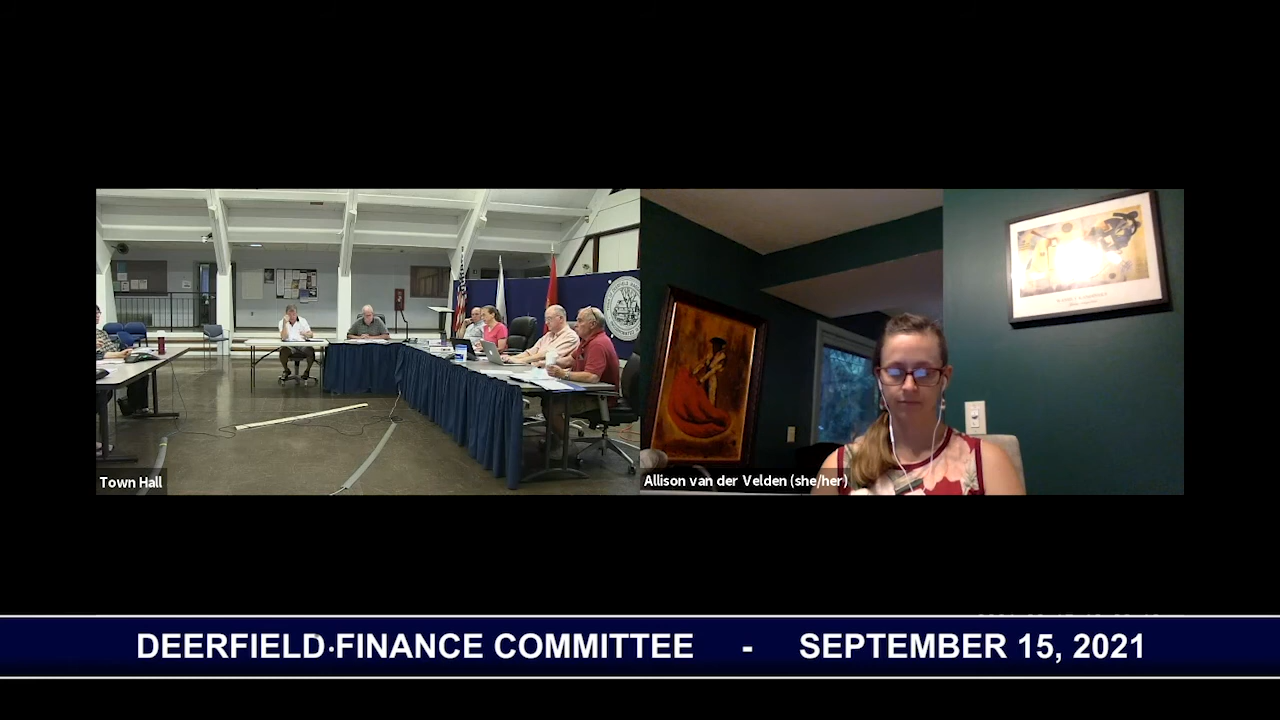 Town Hall
Allison van der Velden (she/her)
DEERFIELD FINANCE COMMITTEE - SEPTEMBER 15, 2021